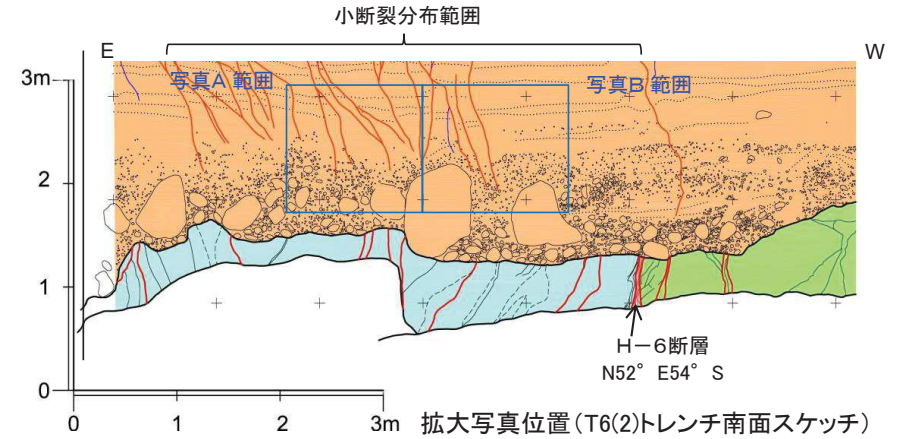 小断裂分布範囲
E
W
3m
写真A 範囲
写真B 範囲
2
1
H－6断層
N52°E54°S
0
0
1
2
3m
拡大写真位置（T6(2)トレンチ南面スケッチ）